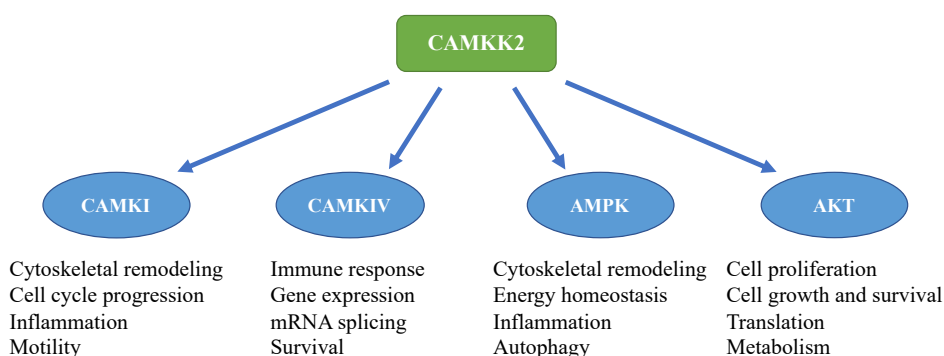 CAMKK2
CAMKI
CAMKIV
AMPK
AKT
Cytoskeletal remodeling
Cell cycle progression
Inflammation
Motility
Immune response
Gene expression
mRNA splicing
Survival
Cytoskeletal remodeling
Energy homeostasis
Inflammation
Autophagy
Cell proliferation
Cell growth and survival
Translation
Metabolism